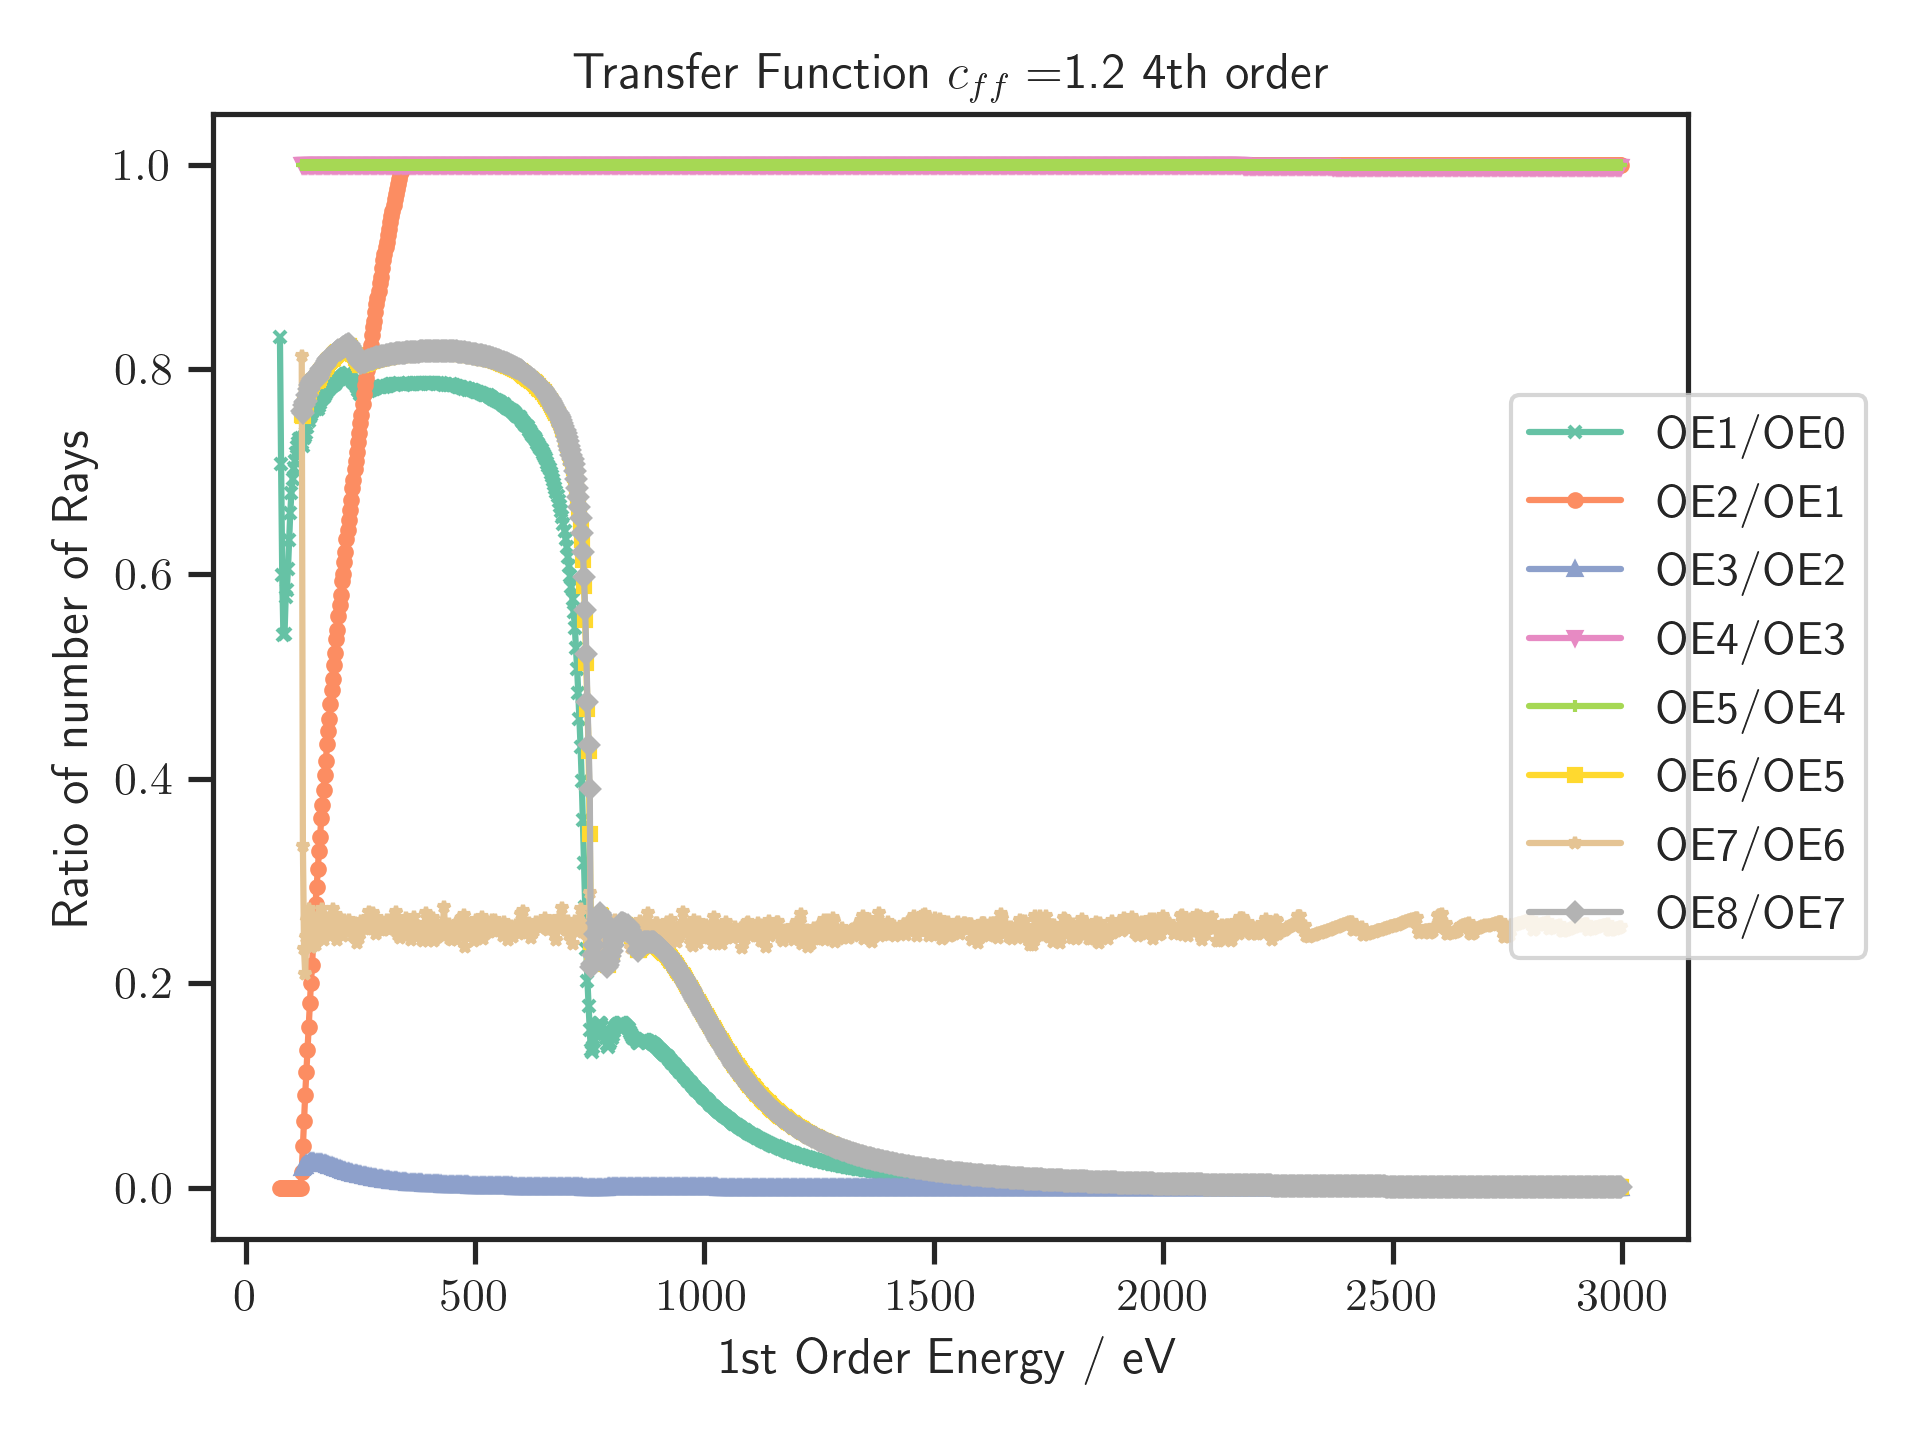 Transfer Function c_ff =1.2 4th order
Ratio of number of Rays
1.0
0.8
0.6
0.4
0.2
0.0
0 500 1000 1500 2000 2500 3000
1st Order Energy / eV
OE1/OE0
OE2/OE1
OE3/OE2
OE4/OE3
OE5/OE4
OE6/OE5
OE7/OE6
OE8/OE7